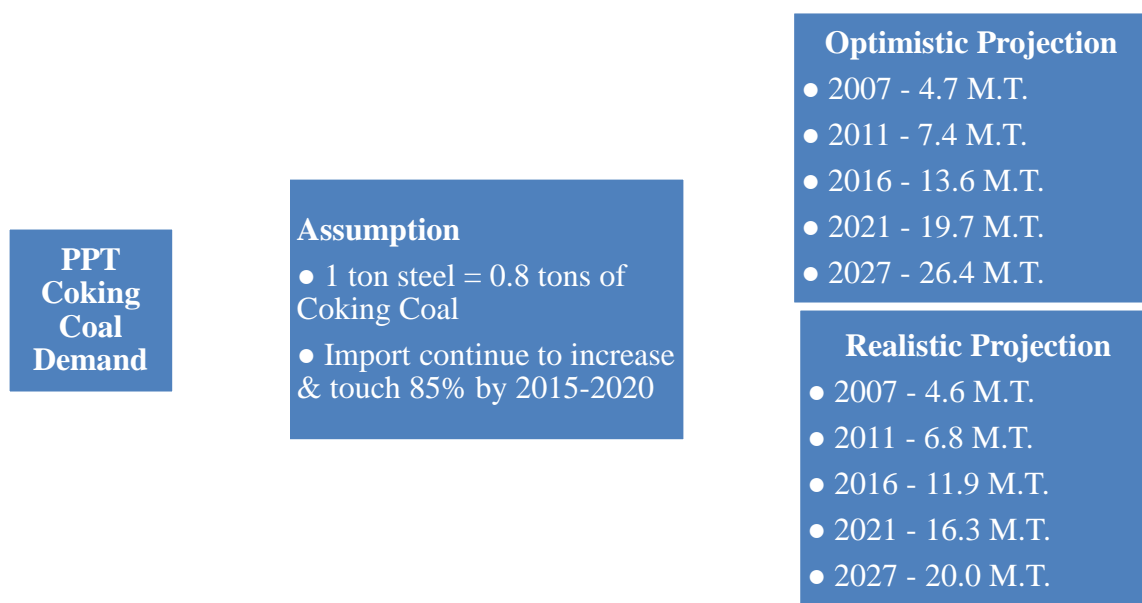 PPT
Coking
Coal
Demand
Assumption
● 1 ton steel = 0.8 tons of
Coking Coal
● Import continue to increase
& touch 85% by 2015-2020
Optimistic Projection
● 2007 - 4.7 M.T.
● 2011 - 7.4 M.T.
● 2016 - 13.6 M.T.
● 2021 - 19.7 M.T.
● 2027 - 26.4 M.T.
Realistic Projection
● 2007 - 4.6 M.T.
● 2011 - 6.8 M.T.
● 2016 - 11.9 M.T.
● 2021 - 16.3 M.T.
● 2027 - 20.0 M.T.